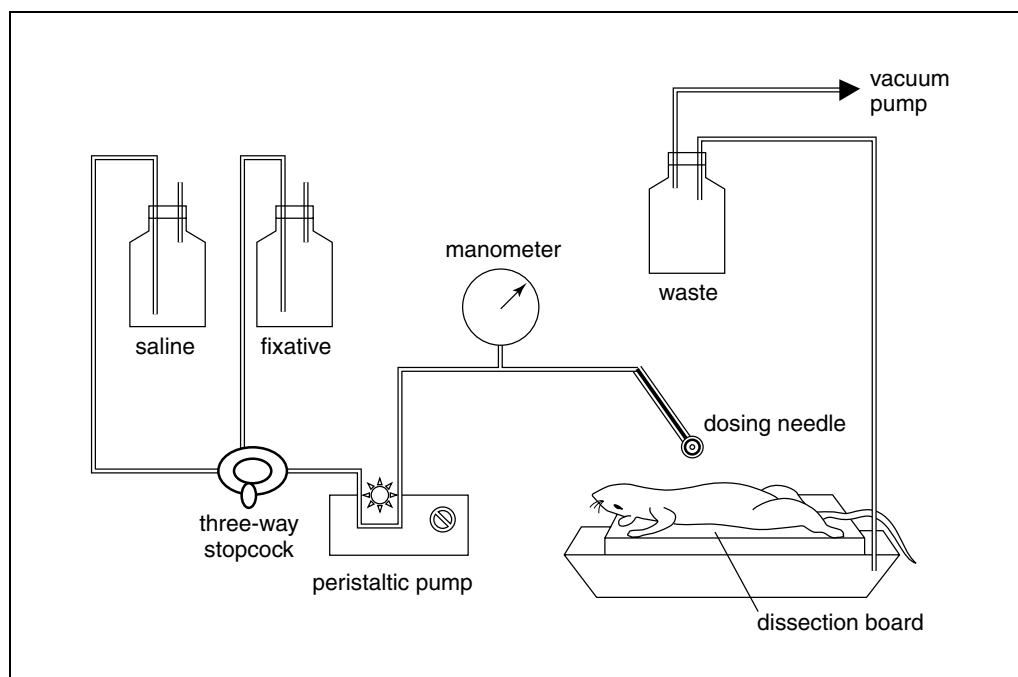 vacuum
pump
manometer
waste
saline
fixative
dosing needle
three-way
stopcock
peristaltic pump
dissection board